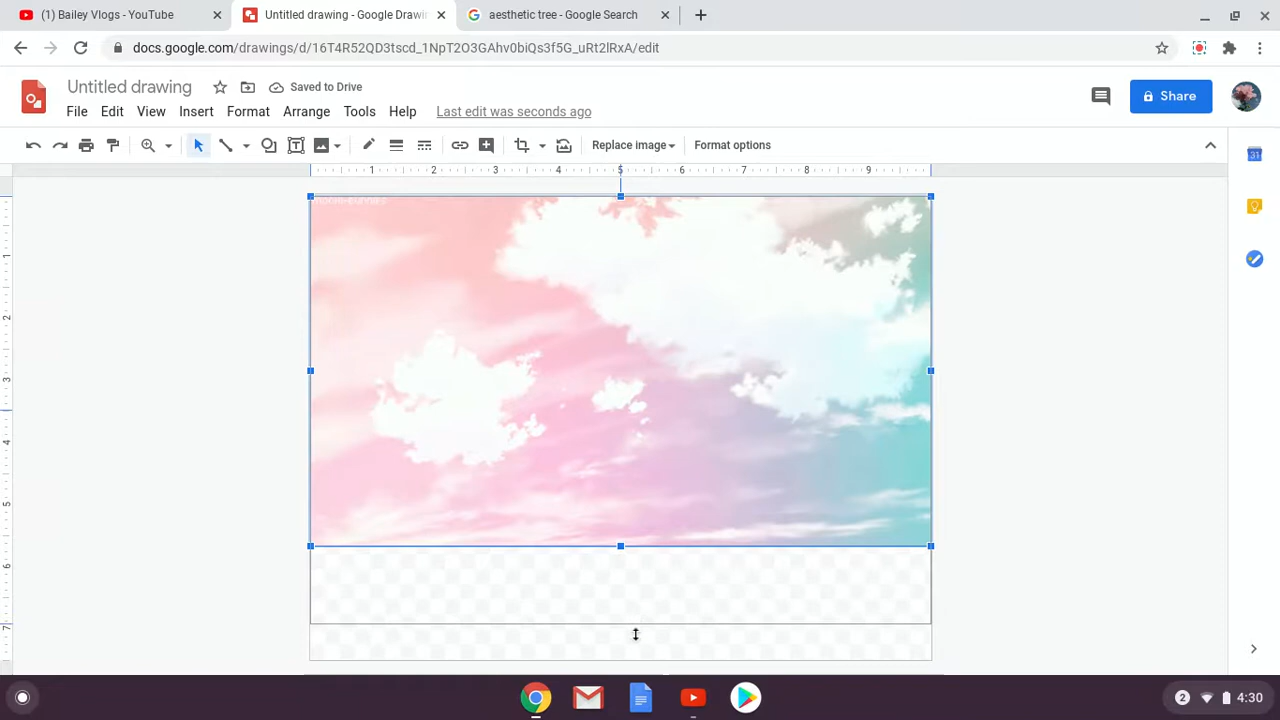 (1) Bailey Vlogs - YouTube
Untitled drawing - Google Drawin
aesthetic tree - Google Search
docs.google.com/drawings/d/16T4R52QD3tscd_1NpT2O3GAhv0biQs3f5G_uRt2lRxA/edit
Untitled drawing
Saved to Drive
File Edit View Insert Format Arrange Tools Help Last edit was seconds ago
Share
Replace image
Format options
1 2 3 4 5 6 7 8 9
1
2
3
4
5
6
7
31
2
4:30